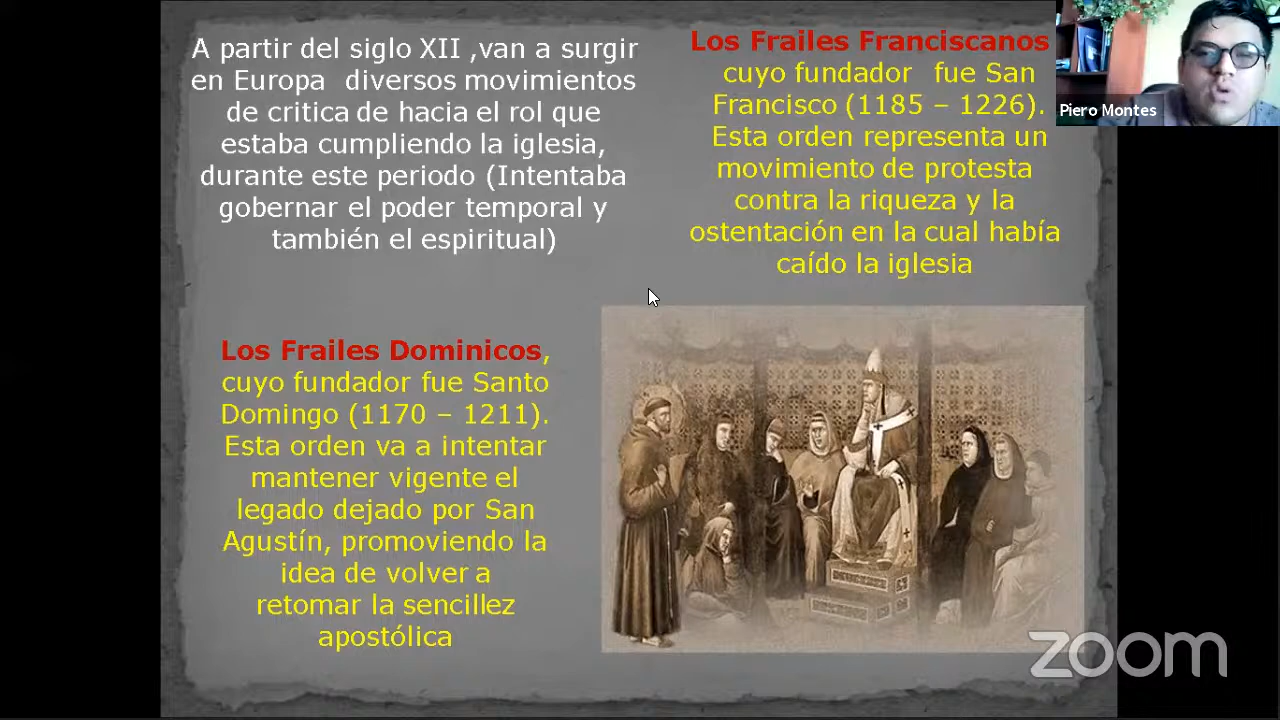 A partir del siglo XII ,van a surgir
en Europa diversos movimientos
de critica de hacia el rol que
estaba cumpliendo la iglesia,
durante este periodo (Intentaba
gobernar el poder temporal y
también el espiritual)
Los Frailes Franciscanos
cuyo fundador fue San
Francisco (1185 – 1226).
Esta orden representa un
movimiento de protesta
contra la riqueza y la
ostentación en la cual había
caído la iglesia
Piero Montes
Los Frailes Dominicos,
cuyo fundador fue Santo
Domingo (1170 – 1211).
Esta orden va a intentar
mantener vigente el
legado dejado por San
Agustín, promoviendo la
idea de volver a
retomar la sencillez
apostólica
zoom